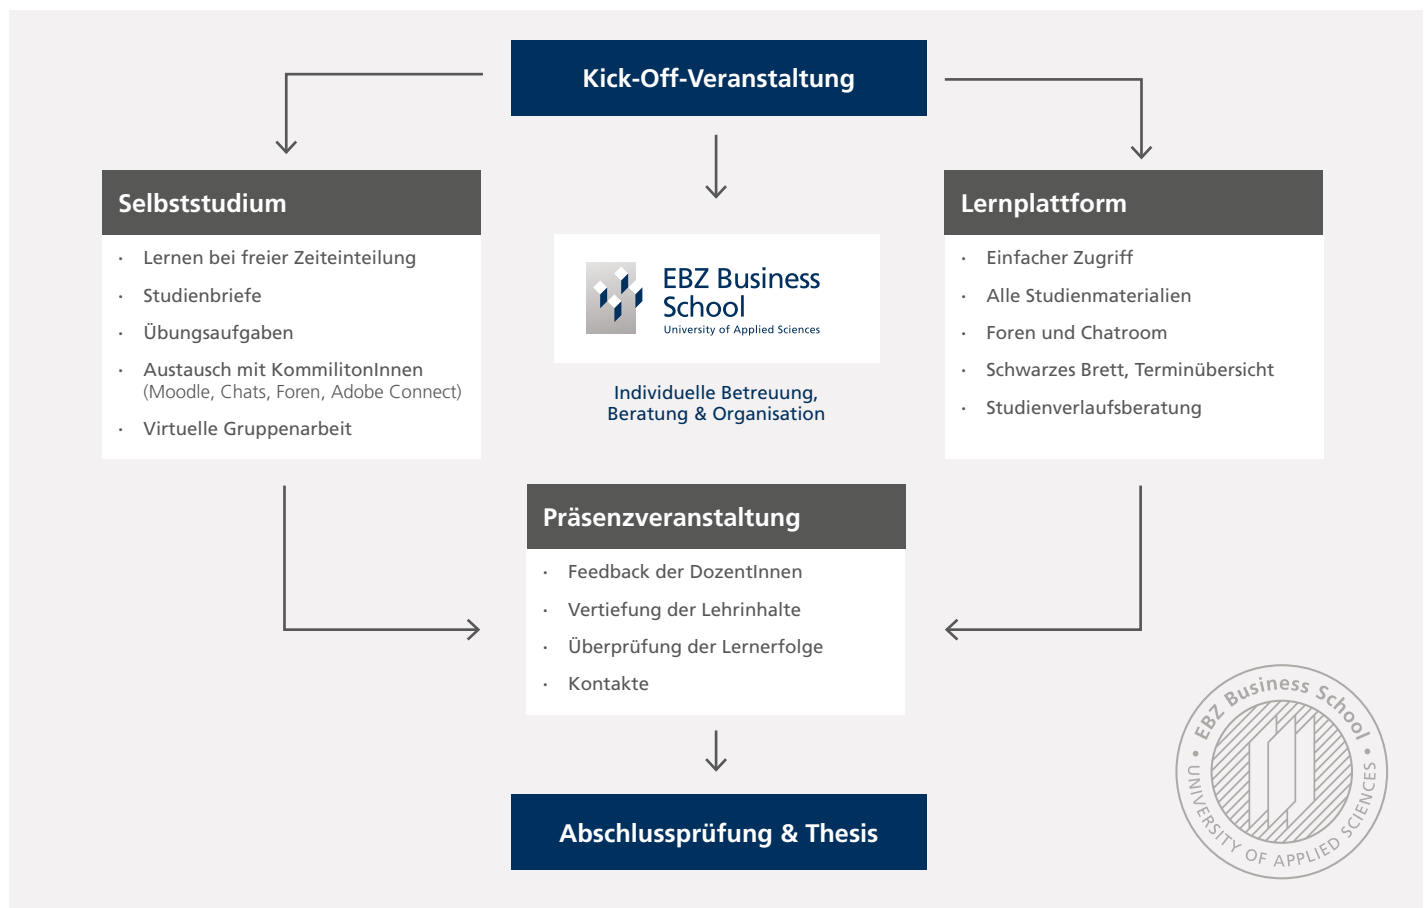 Kick-Off-Veranstaltung
Selbststudium
· Lernen bei freier Zeiteinteilung
· Studienbriefe
· Übungsaufgaben
· Austausch mit KommilitonInnen
(Moodle, Chats, Foren, Adobe Connect)
· Virtuelle Gruppenarbeit
EBZ Business
School
University of Applied Sciences
Individuelle Betreuung,
Beratung & Organisation
Lernplattform
· Einfacher Zugriff
· Alle Studienmaterialien
· Foren und Chatroom
· Schwarzes Brett, Terminübersicht
· Studienverlaufsberatung
Präsenzveranstaltung
· Feedback der DozentInnen
· Vertiefung der Lehrinhalte
· Überprüfung der Lernerfolge
· Kontakte
Abschlussprüfung & Thesis
• EBZ Business School •
UNIVERSITY OF APPLIED SCIENCES